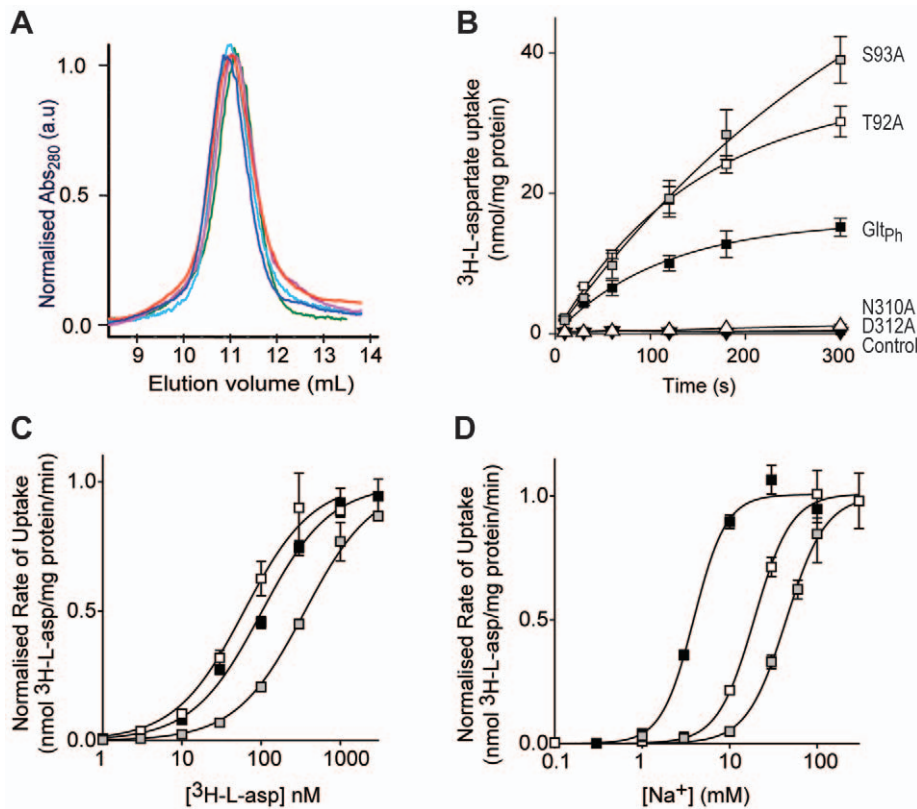 A
Normalised Abs280 (a.u)
1.0
0.5
0.0
9 10 11 12 13 14
Elution volume (mL)
B
3H-L-aspartate uptake
(nmol/mg protein)
40
20
0
0 100 200 300
Time (s)
S93A
T92A
GltPh
N310A
D312A
Control
C
Normalised Rate of Uptake
(nmol 3H-L-asp/mg protein/min)
1.0
0.5
0.0
1 10 100 1000
[3H-L-asp] nM
D
Normalised Rate of Uptake
(nmol 3H-L-asp/mg protein/min)
1.0
0.5
0.0
0.1 1 10 100
[Na+] (mM)